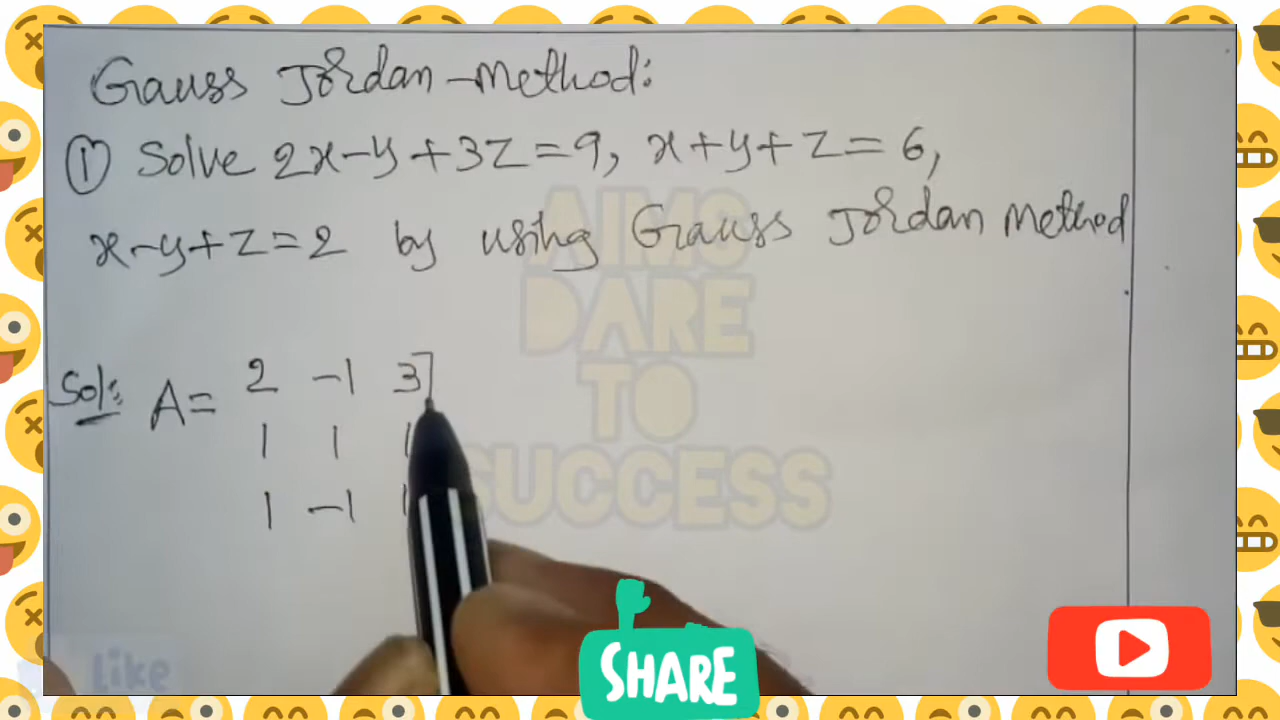 Gauss Jordan Method:
① Solve 2x-y+3z=9, x+y+z=6,
x-y+z=2 by using Gauss Jordan Method
AIMS
DARE
TO
SUCCESS
Sol: A= 2 -1 3
1 1 1
1 -1 1
Like
SHARE